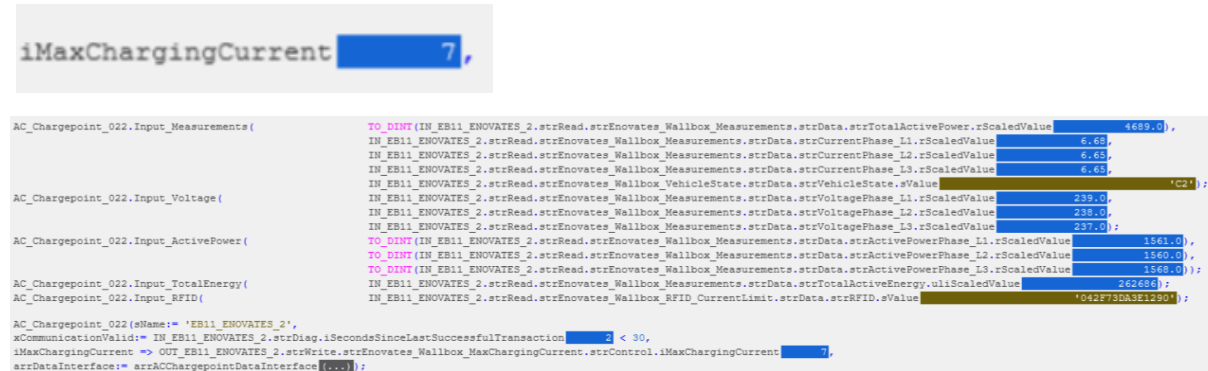 iMaxChargingCurrent 7,
AC_Chargepoint_022.Input_Measurements( TO_DINT(IN_EB11_ENOVATES_2.strRead.strEnovates_Wallbox_Measurements.strData.strTotalActivePower.rScaledValue 4689.0),
IN_EB11_ENOVATES_2.strRead.strEnovates_Wallbox_Measurements.strData.strCurrentPhase_L1.rScaledValue 6.68,
IN_EB11_ENOVATES_2.strRead.strEnovates_Wallbox_Measurements.strData.strCurrentPhase_L2.rScaledValue 6.65,
IN_EB11_ENOVATES_2.strRead.strEnovates_Wallbox_Measurements.strData.strCurrentPhase_L3.rScaledValue 6.65,
IN_EB11_ENOVATES_2.strRead.strEnovates_Wallbox_VehicleState.strData.strVehicleState.sValue 'C2');
AC_Chargepoint_022.Input_Voltage( IN_EB11_ENOVATES_2.strRead.strEnovates_Wallbox_Measurements.strData.strVoltagePhase_L1.rScaledValue 239.0,
IN_EB11_ENOVATES_2.strRead.strEnovates_Wallbox_Measurements.strData.strVoltagePhase_L2.rScaledValue 238.0,
IN_EB11_ENOVATES_2.strRead.strEnovates_Wallbox_Measurements.strData.strVoltagePhase_L3.rScaledValue 237.0);
AC_Chargepoint_022.Input_ActivePower( TO_DINT(IN_EB11_ENOVATES_2.strRead.strEnovates_Wallbox_Measurements.strData.strActivePowerPhase_L1.rScaledValue 1561.0),
TO_DINT(IN_EB11_ENOVATES_2.strRead.strEnovates_Wallbox_Measurements.strData.strActivePowerPhase_L2.rScaledValue 1560.0),
TO_DINT(IN_EB11_ENOVATES_2.strRead.strEnovates_Wallbox_Measurements.strData.strActivePowerPhase_L3.rScaledValue 1568.0));
AC_Chargepoint_022.Input_TotalEnergy( IN_EB11_ENOVATES_2.strRead.strEnovates_Wallbox_Measurements.strData.strTotalActiveEnergy.uliScaledValue 262686);
AC_Chargepoint_022.Input_RFID( IN_EB11_ENOVATES_2.strRead.strEnovates_Wallbox_RFID_CurrentLimit.strData.strRFID.sValue '042F73DA3E1290');
AC_Chargepoint_022(sName:= 'EB11_ENOVATES_2',
xCommunicationValid:= IN_EB11_ENOVATES_2.strDiag.iSecondsSinceLastSuccessfulTransaction 2 < 30,
iMaxChargingCurrent => OUT_EB11_ENOVATES_2.strWrite.strEnovates_Wallbox_MaxChargingCurrent.strControl.iMaxChargingCurrent 7,
arrDataInterface:= arrACChargepointDataInterface(...));